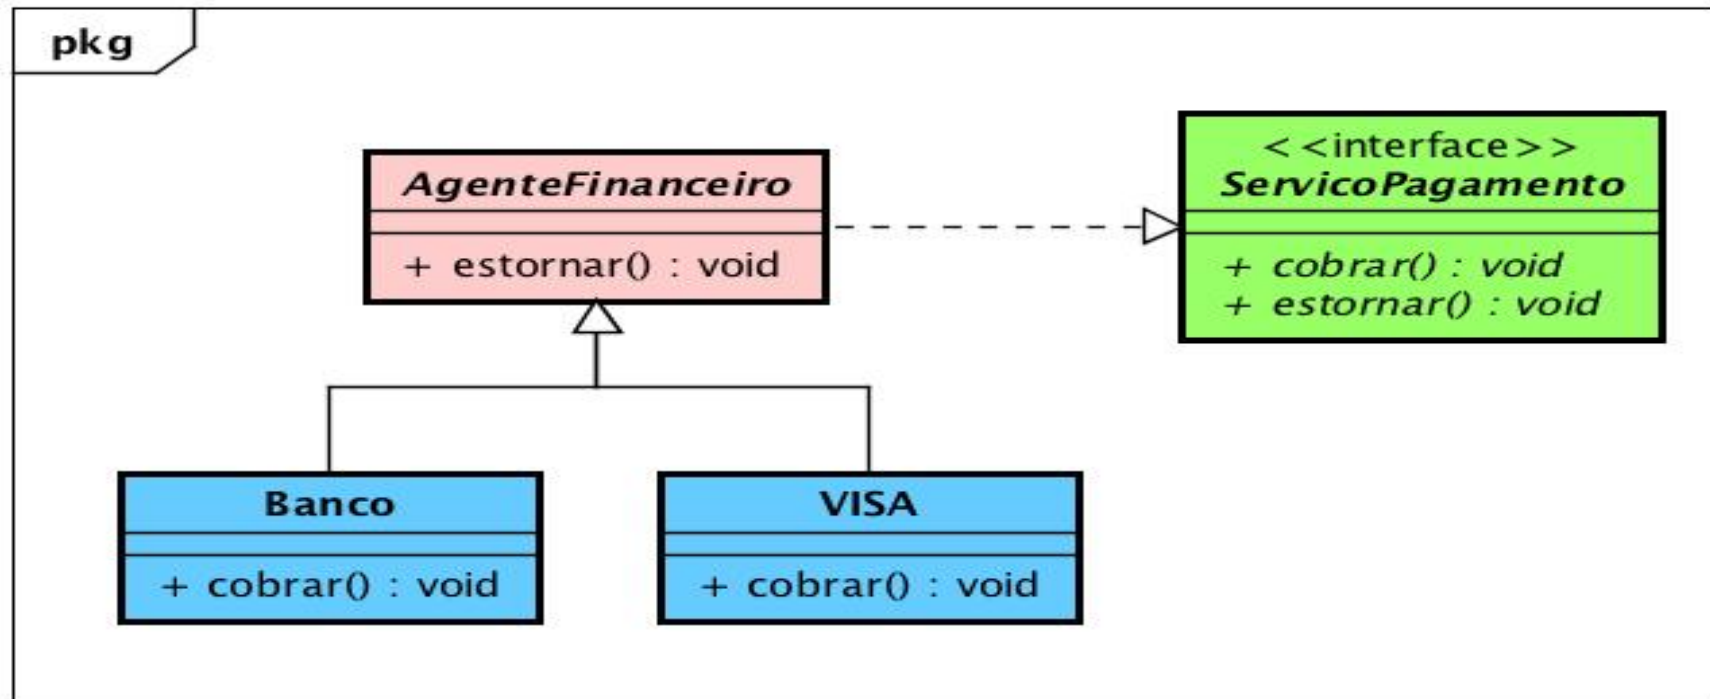 pkg
AgenteFinanceiro
+ estornar() : void
< <interface> >
ServicoPagamento
+ cobrar() : void
+ estornar() : void
Banco
+ cobrar() : void
VISA
+ cobrar() : void